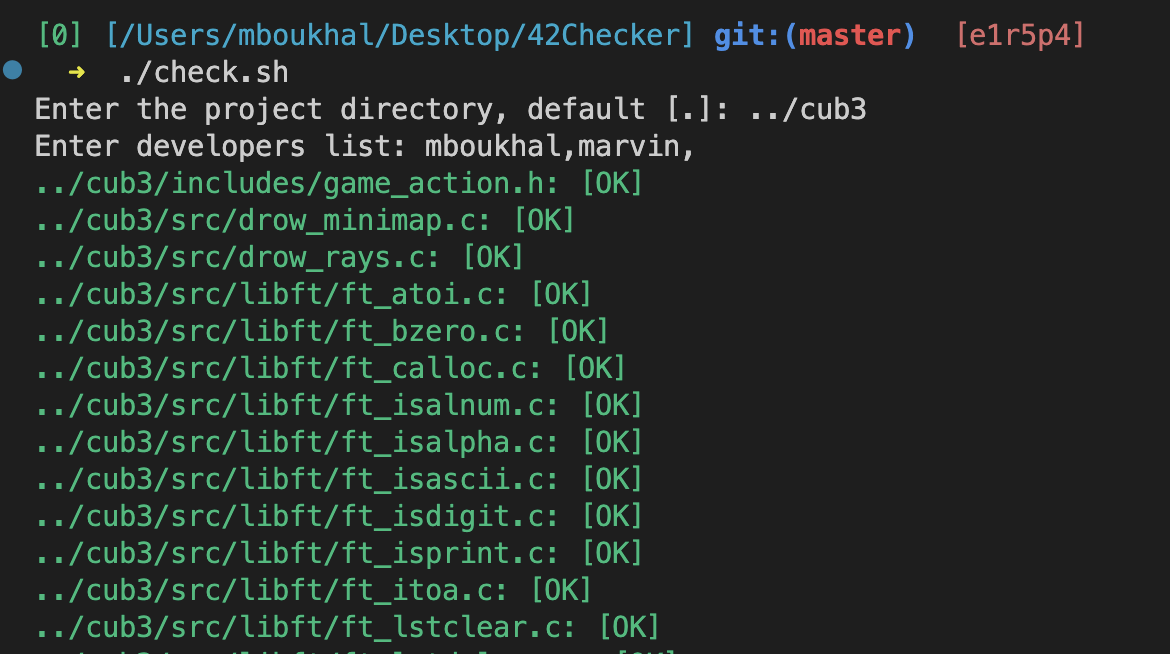 [0] [/Users/mboukhal/Desktop/42Checker] git:(master) [e1r5p4]
➜ ./check.sh
Enter the project directory, default [.]: ../cub3
Enter developers list: mboukhal,marvin,
../cub3/includes/game_action.h: [OK]
../cub3/src/drow_minimap.c: [OK]
../cub3/src/drow_rays.c: [OK]
../cub3/src/libft/ft_atoi.c: [OK]
../cub3/src/libft/ft_bzero.c: [OK]
../cub3/src/libft/ft_calloc.c: [OK]
../cub3/src/libft/ft_isalnum.c: [OK]
../cub3/src/libft/ft_isalpha.c: [OK]
../cub3/src/libft/ft_isascii.c: [OK]
../cub3/src/libft/ft_isdigit.c: [OK]
../cub3/src/libft/ft_isprint.c: [OK]
../cub3/src/libft/ft_itoa.c: [OK]
../cub3/src/libft/ft_lstclear.c: [OK]